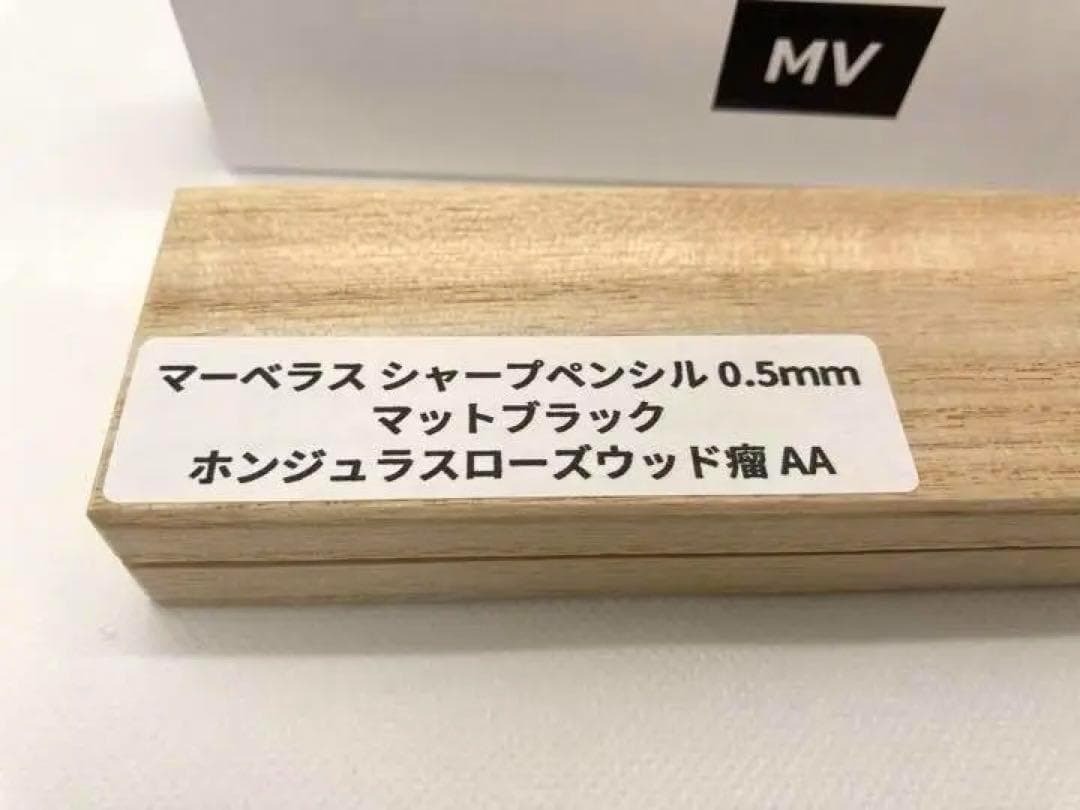 MV
マーベラス シャープペンシル 0.5mm
マットブラック
ホンジュラスローズウッド瘤 AA